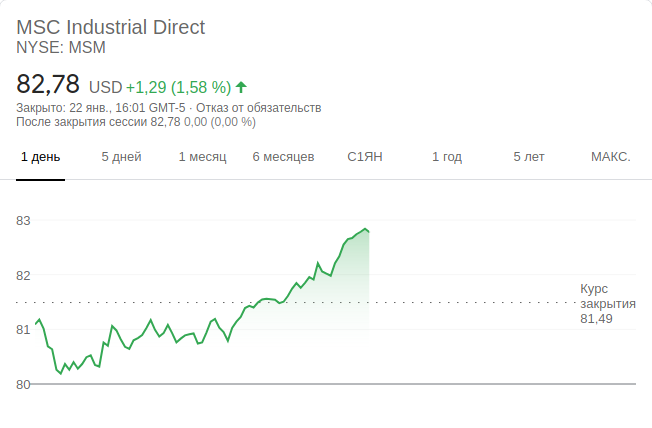 MSC Industrial Direct
NYSE: MSM
82,78 USD +1,29 (1,58 %)
Закрыто: 22 янв., 16:01 GMT-5 · Отказ от обязательств
После закрытия сессии 82,78 0,00 (0,00 %)
1 день 5 дней 1 месяц 6 месяцев С1ЯН 1 год 5 лет МАКС.
83
82
Курс
закрытия
81,49
81
80